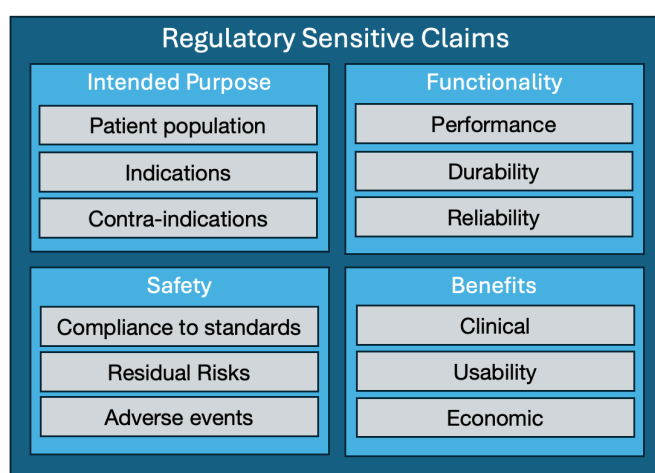 Regulatory Sensitive Claims
Intended Purpose
Patient population
Indications
Contra-indications
Functionality
Performance
Durability
Reliability
Safety
Compliance to standards
Residual Risks
Adverse events
Benefits
Clinical
Usability
Economic